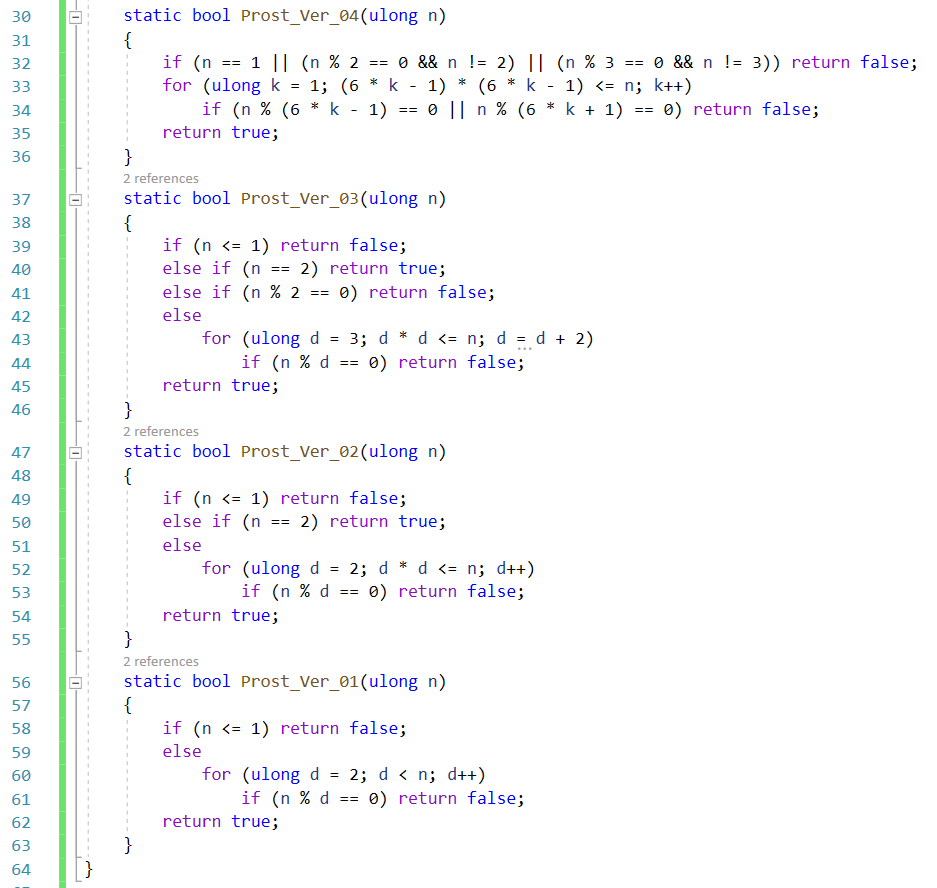 30 static bool Prost_Ver_04(ulong n)
31 {
32 if (n == 1 || (n % 2 == 0 && n != 2) || (n % 3 == 0 && n != 3)) return false;
33 for (ulong k = 1; (6 * k - 1) * (6 * k - 1) <= n; k++)
34 if (n % (6 * k - 1) == 0 || n % (6 * k + 1) == 0) return false;
35 return true;
36 }
2 references
37 static bool Prost_Ver_03(ulong n)
38 {
39 if (n <= 1) return false;
40 else if (n == 2) return true;
41 else if (n % 2 == 0) return false;
42 else
43 for (ulong d = 3; d * d <= n; d = d + 2)
44 if (n % d == 0) return false;
45 return true;
46 }
2 references
47 static bool Prost_Ver_02(ulong n)
48 {
49 if (n <= 1) return false;
50 else if (n == 2) return true;
51 else
52 for (ulong d = 2; d * d <= n; d++)
53 if (n % d == 0) return false;
54 return true;
55 }
2 references
56 static bool Prost_Ver_01(ulong n)
57 {
58 if (n <= 1) return false;
59 else
60 for (ulong d = 2; d < n; d++)
61 if (n % d == 0) return false;
62 return true;
63 }
64 }